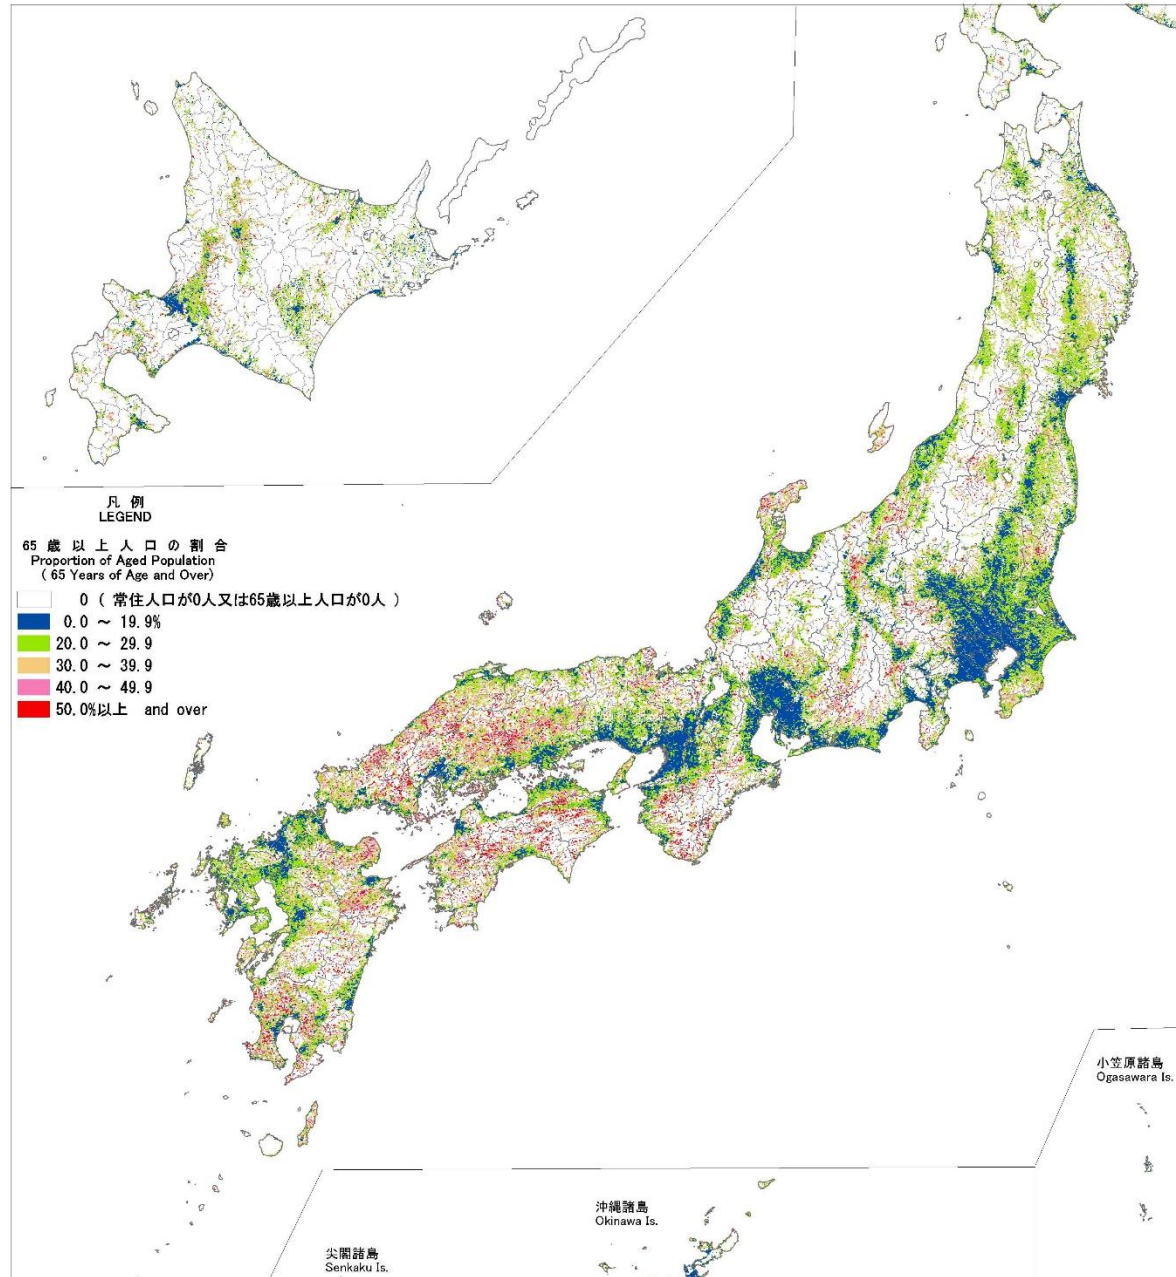 凡 例
LEGEND
65 歳 以 上 人 口 の 割 合
Proportion of Aged Population
( 65 Years of Age and Over)
0 ( 常住人口が0人又は65歳以上人口が0人 )
0.0 ～ 19.9%
20.0 ～ 29.9
30.0 ～ 39.9
40.0 ～ 49.9
50.0%以上 and over
小笠原諸島
Ogasawara Is.
沖縄諸島
Okinawa Is.
尖閣諸島
Senkaku Is.